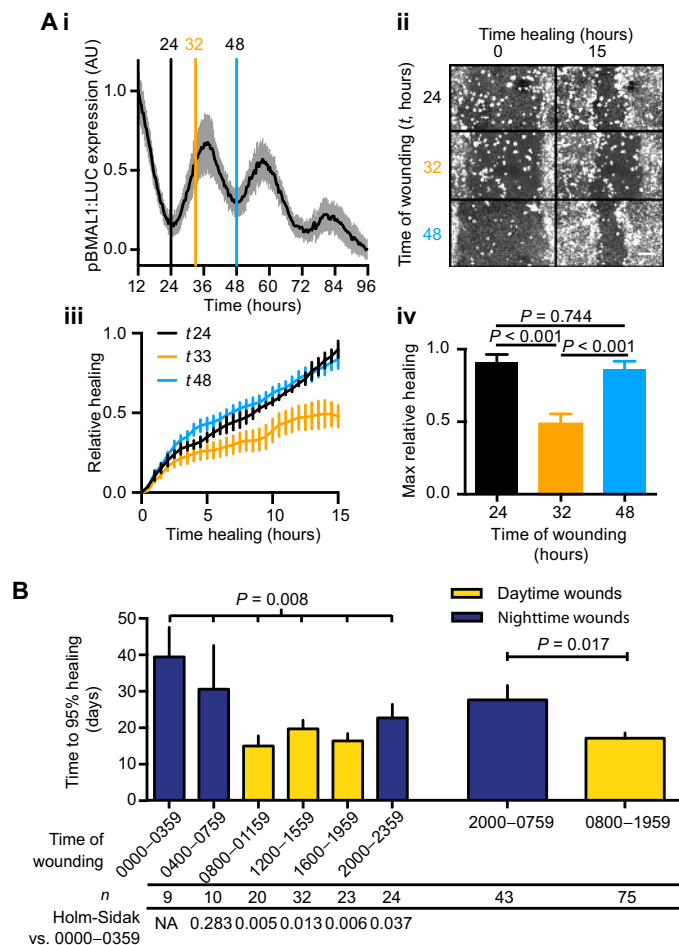 A i
24 32 48
pBMAL1:LUC expression (AU)
1.0
0.5
0.0
12 24 36 48 60 72 84 96
Time (hours)
ii
Time healing (hours)
0 15
Time of wounding (t, hours)
24
32
48
iii
Relative healing
1.0
0.5
0.0
t 24
t 33
t 48
0 5 10 15
Time healing (hours)
iv
P = 0.744
P < 0.001
P < 0.001
Max relative healing
1.0
0.5
0.0
24 32 48
Time of wounding
(hours)
B
Daytime wounds
Nighttime wounds
P = 0.008
P = 0.017
Time to 95% healing
(days)
50
40
30
20
10
0
Time of
wounding
0000–0359
0400–0759
0800–01159
1200–1559
1600–1959
2000–2359
2000–0759
0800–1959
n 9 10 20 32 23 24 43 75
Holm-Sidak
vs. 0000–0359 NA 0.283 0.005 0.013 0.006 0.037